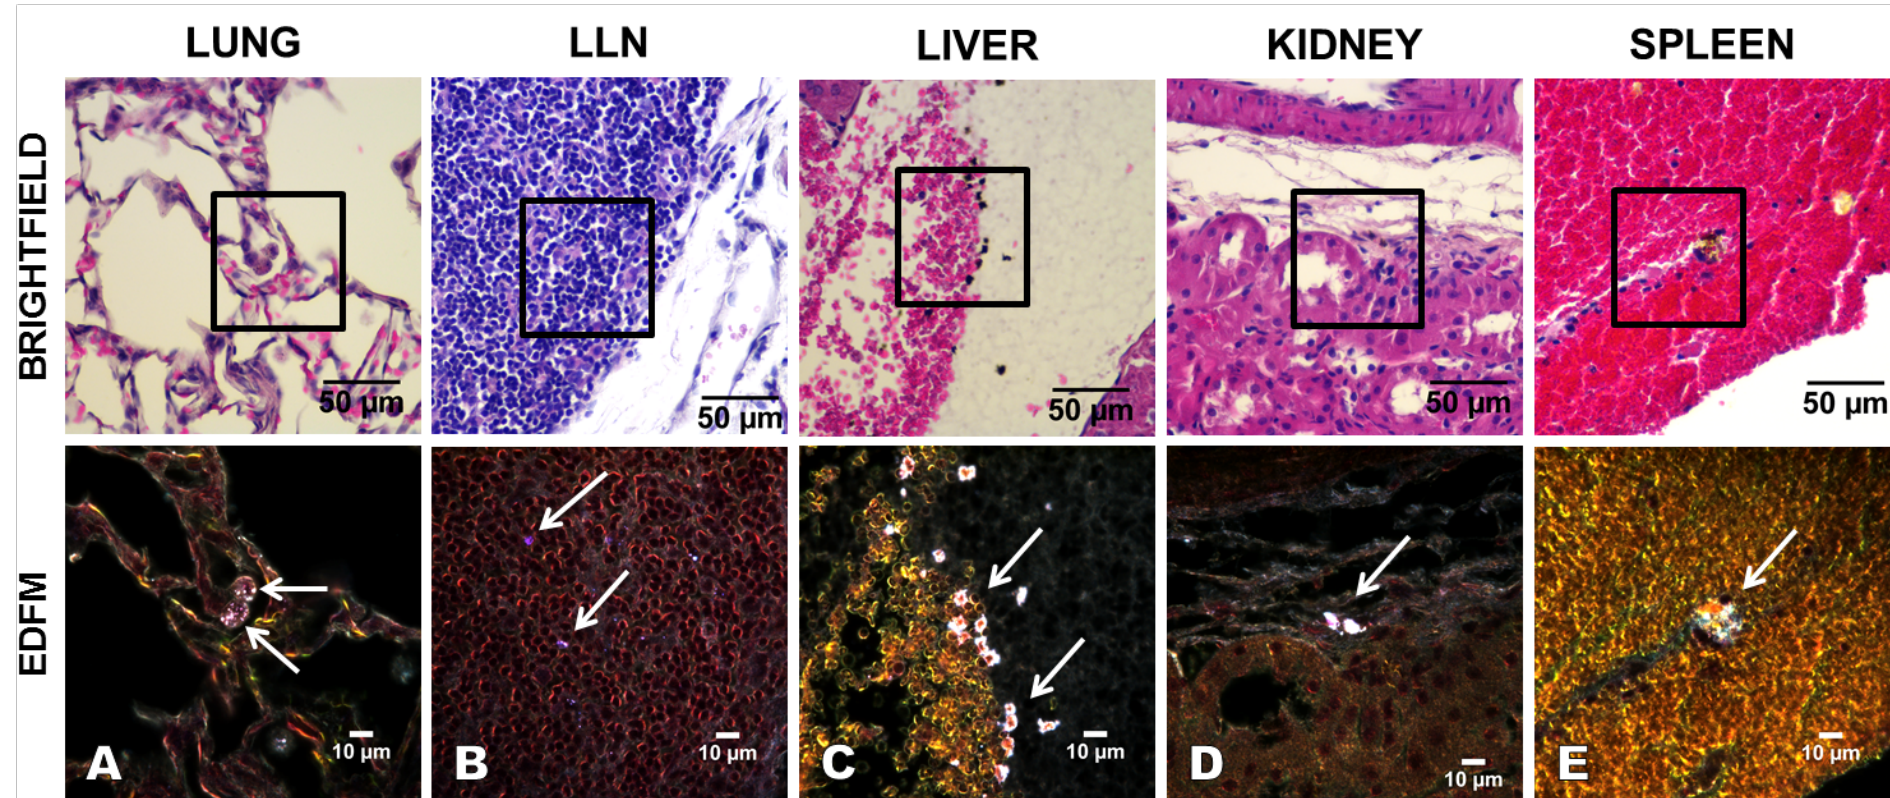 LUNG LLN LIVER KIDNEY SPLEEN
BRIGHTFIELD
50 µm 50 µm 50 µm 50 µm 50 µm
EDFM
10 µm 10 µm 10 µm 10 µm 10 µm
A B C D E